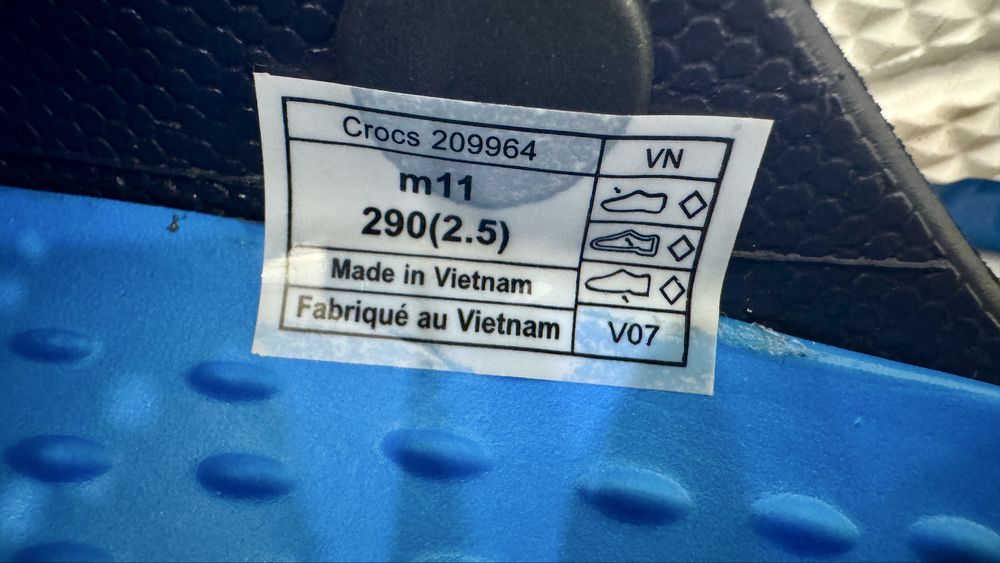 Crocs 209964
VN
m11
290(2.5)
Made in Vietnam
Fabriqué au Vietnam
V07